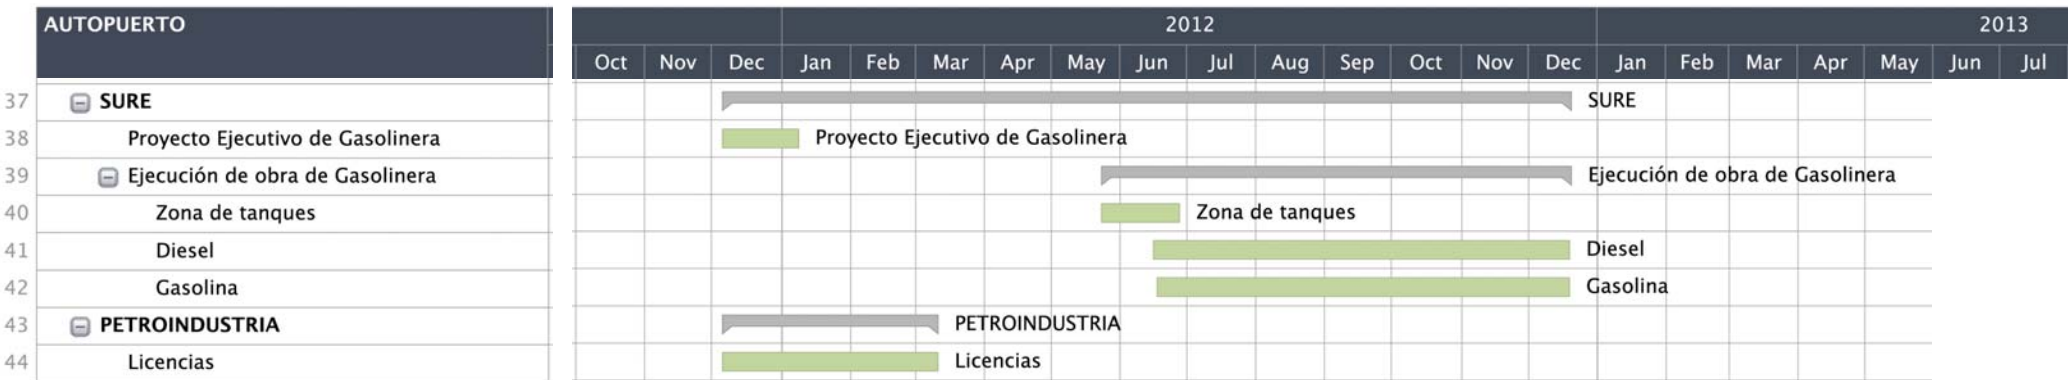 AUTOPUERTO
2012 2013
Oct Nov Dec Jan Feb Mar Apr May Jun Jul Aug Sep Oct Nov Dec Jan Feb Mar Apr May Jun Jul
37 SURE SURE
38 Proyecto Ejecutivo de Gasolinera Proyecto Ejecutivo de Gasolinera
39 Ejecución de obra de Gasolinera Ejecución de obra de Gasolinera
40 Zona de tanques Zona de tanques
41 Diesel Diesel
42 Gasolina Gasolina
43 PETROINDUSTRIA PETROINDUSTRIA
44 Licencias Licencias